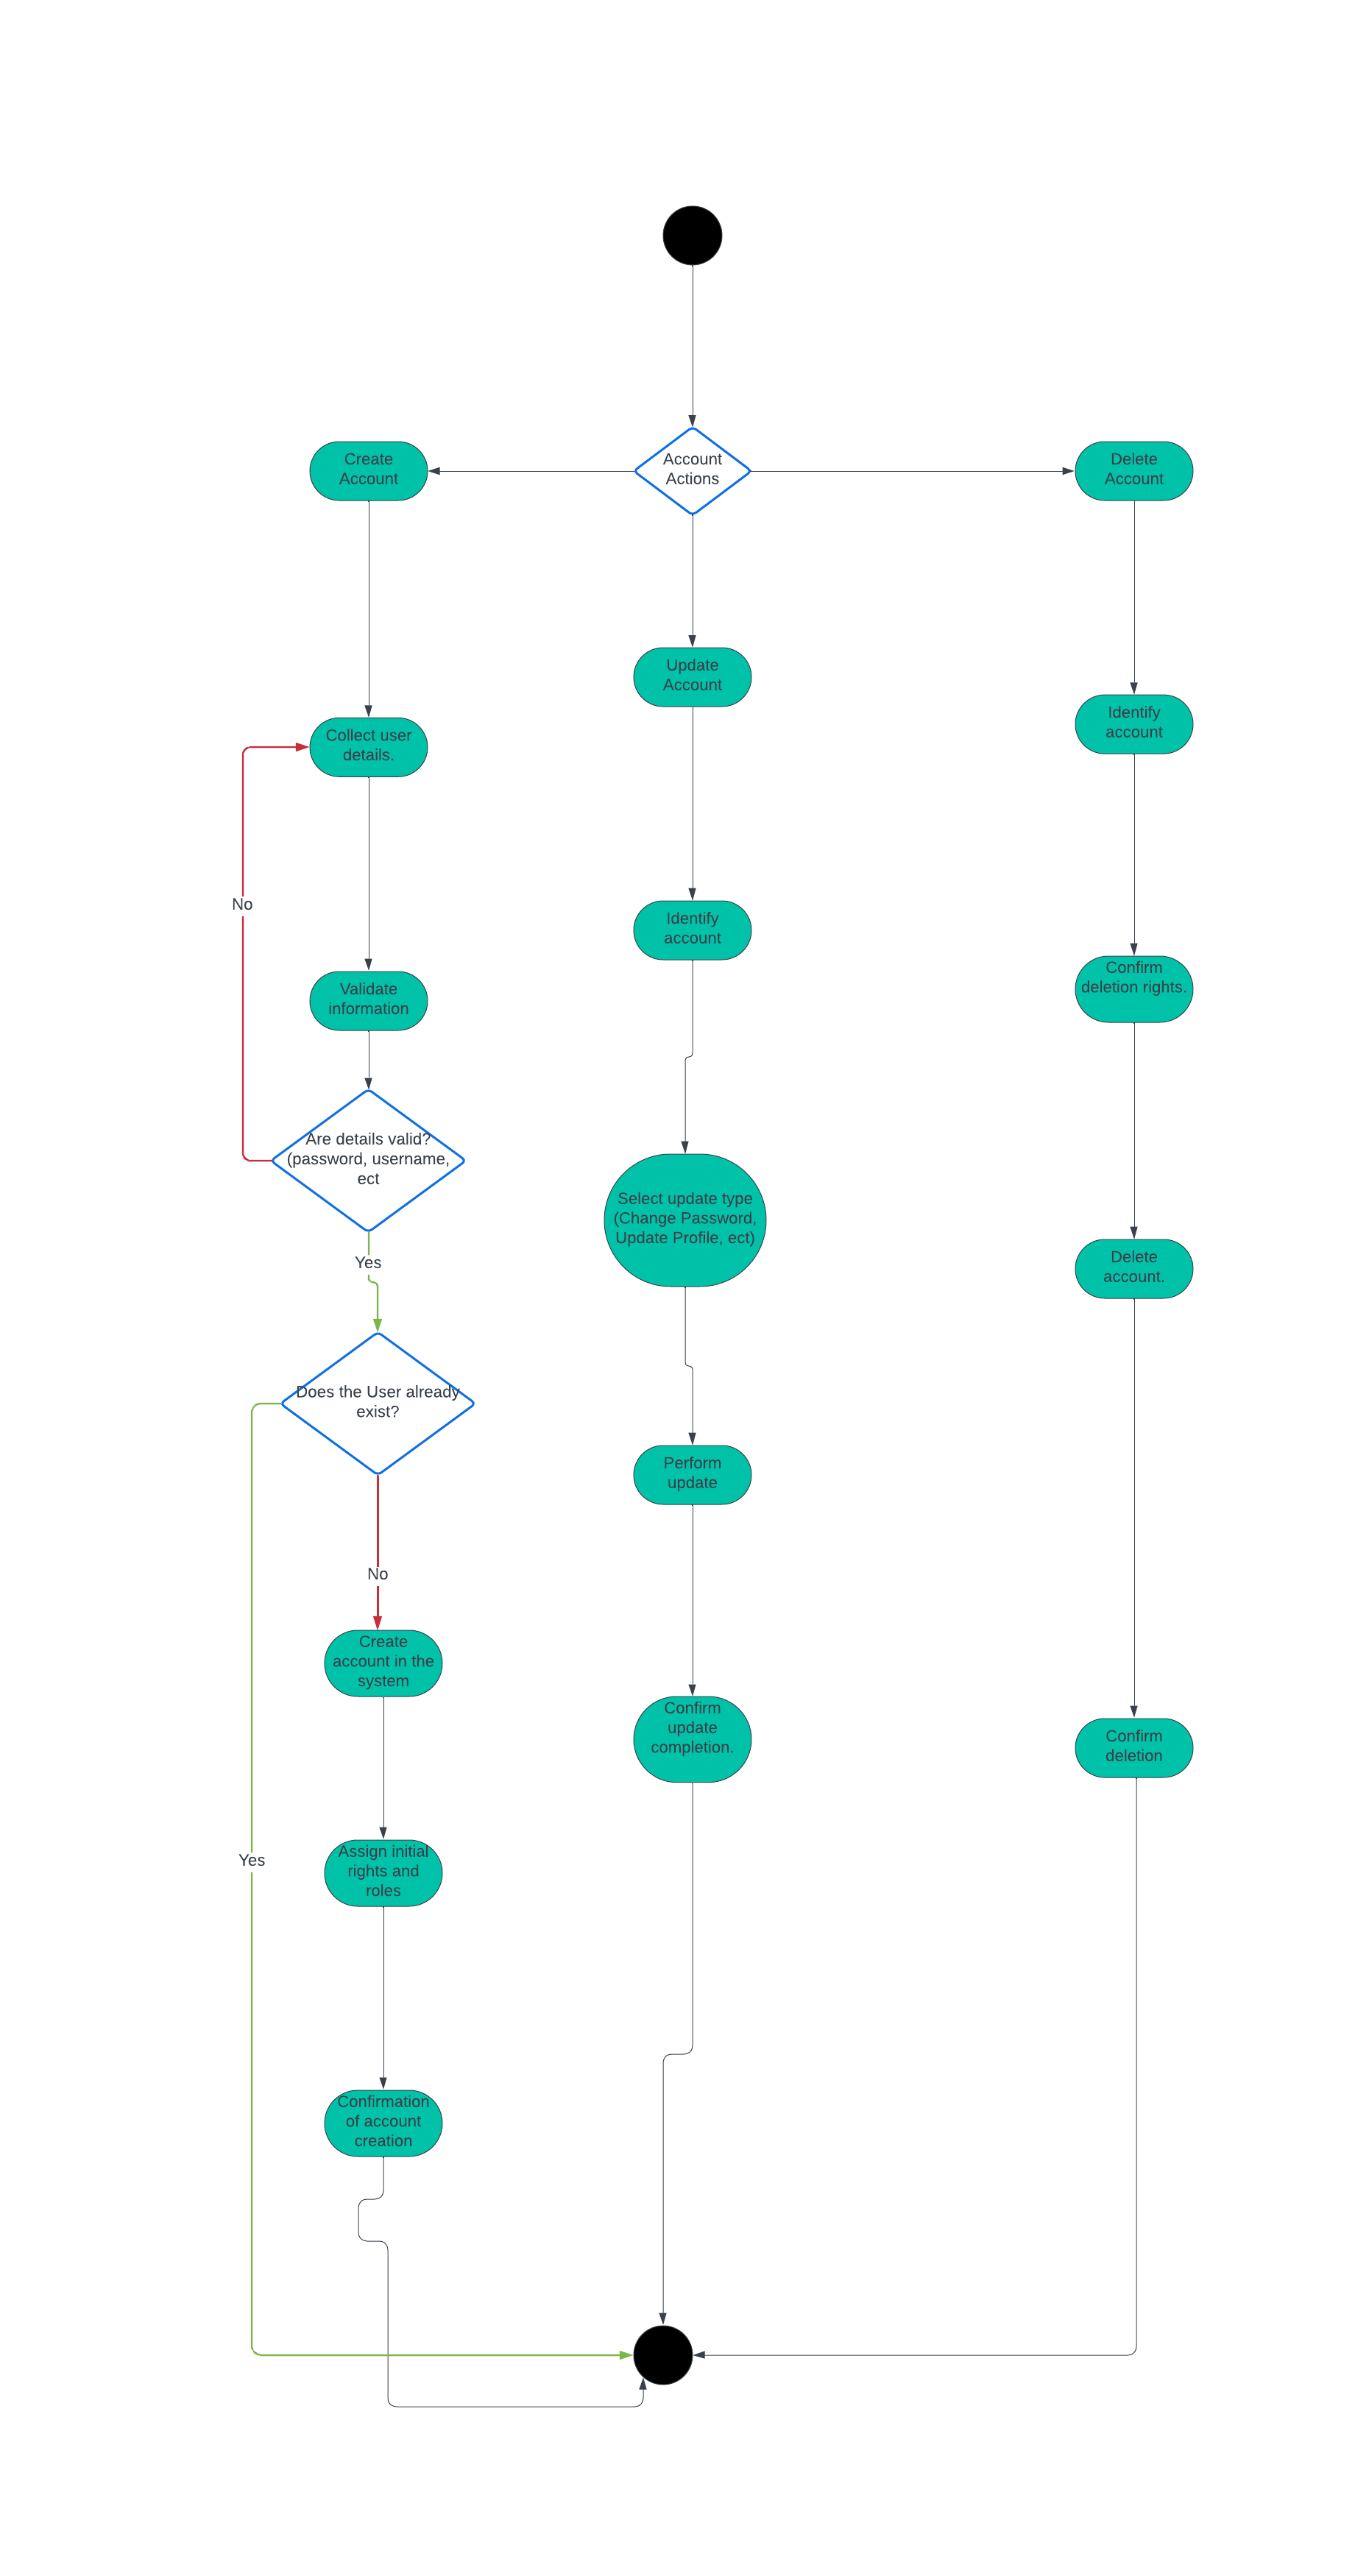 Account
Actions
Create
Account
Delete
Account
Update
Account
Identify
account
Collect user
details.
No
Identify
account
Confirm
deletion rights.
Validate
information
Are details valid?
(password, username,
ect
Select update type
(Change Password,
Update Profile, ect)
Delete
account.
Yes
Does the User already
exist?
Perform
update
No
Create
account in the
system
Confirm
update
completion.
Confirm
deletion
Yes
Assign initial
rights and
roles
Confirmation
of account
creation